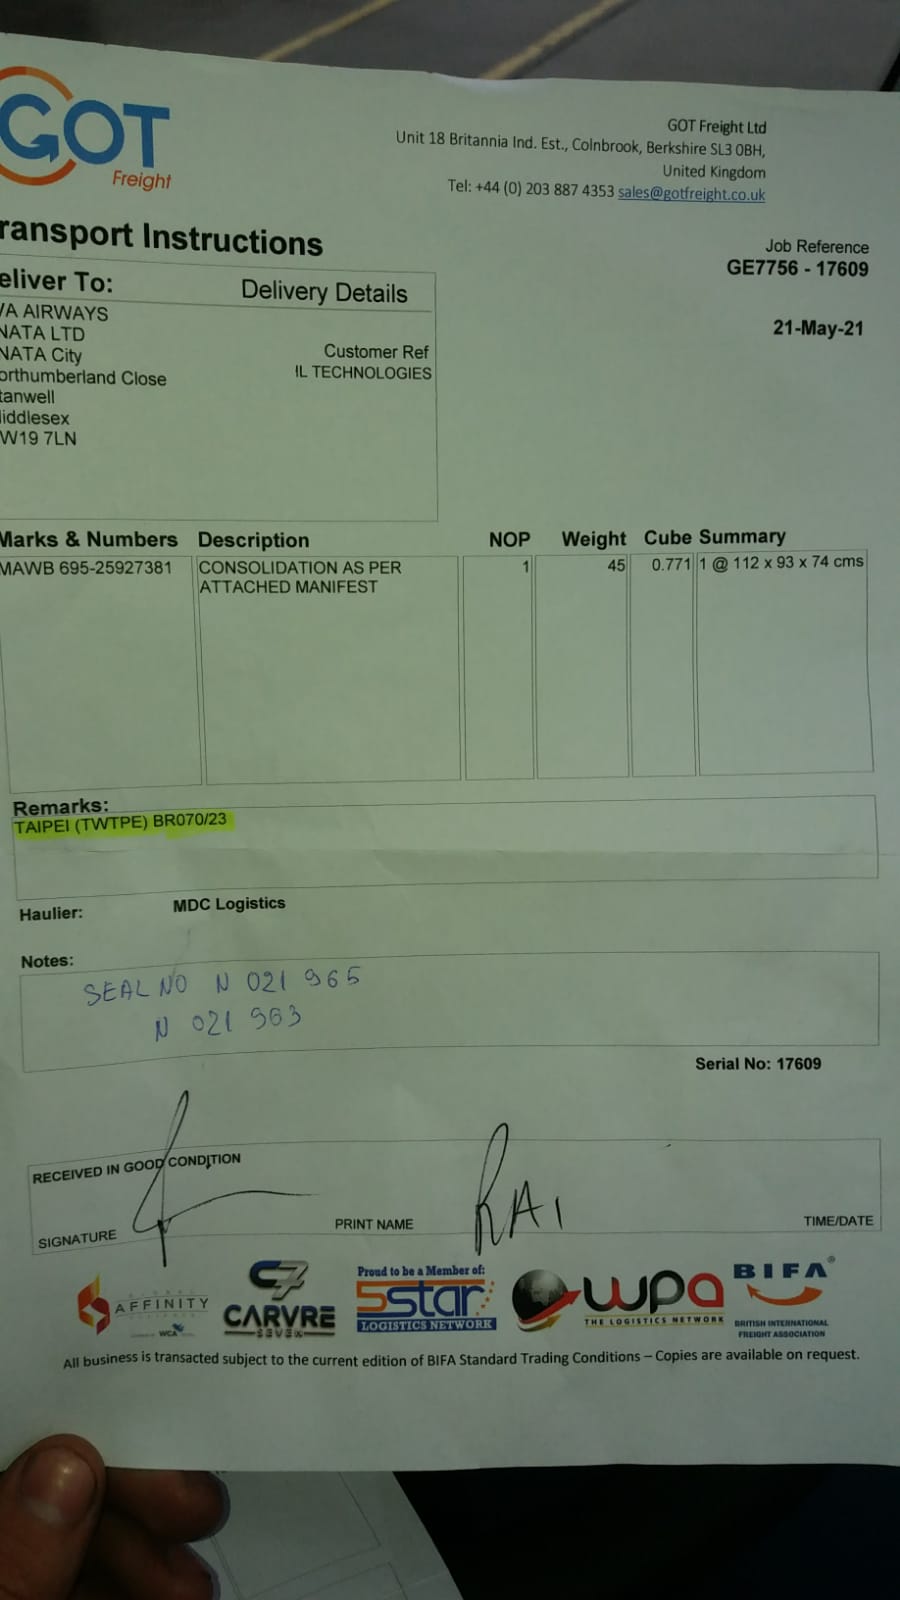 GOT
Freight
GOT Freight Ltd
Unit 18 Britannia Ind. Est., Colnbrook, Berkshire SL3 0BH,
United Kingdom
Tel: +44 (0) 203 887 4353 sales@gotfreight.co.uk
ransport Instructions
Job Reference
GE7756 - 17609
21-May-21
eliver To: Delivery Details
VA AIRWAYS
NATA LTD
NATA City
Customer Ref
orthumberland Close
IL TECHNOLOGIES
tanwell
iddlesex
W19 7LN
Marks & Numbers Description NOP Weight Cube Summary
MAWB 695-25927381 CONSOLIDATION AS PER 1 45 0.771 1 @ 112 x 93 x 74 cms
ATTACHED MANIFEST
Remarks:
TAIPEI (TWTPE) BR070/23
Haulier: MDC Logistics
Notes:
SEAL NO N 021 965
N 021 963
Serial No: 17609
RECEIVED IN GOOD CONDITION
SIGNATURE PRINT NAME RAI TIME/DATE
AFFINITY
WCA
C7
CARVRE
SEVEN
Proud to be a Member of:
5star
LOGISTICS NETWORK
wpa
THE LOGISTICS NETWORK
BIFA®
BRITISH INTERNATIONAL
FREIGHT ASSOCIATION
All business is transacted subject to the current edition of BIFA Standard Trading Conditions – Copies are available on request.